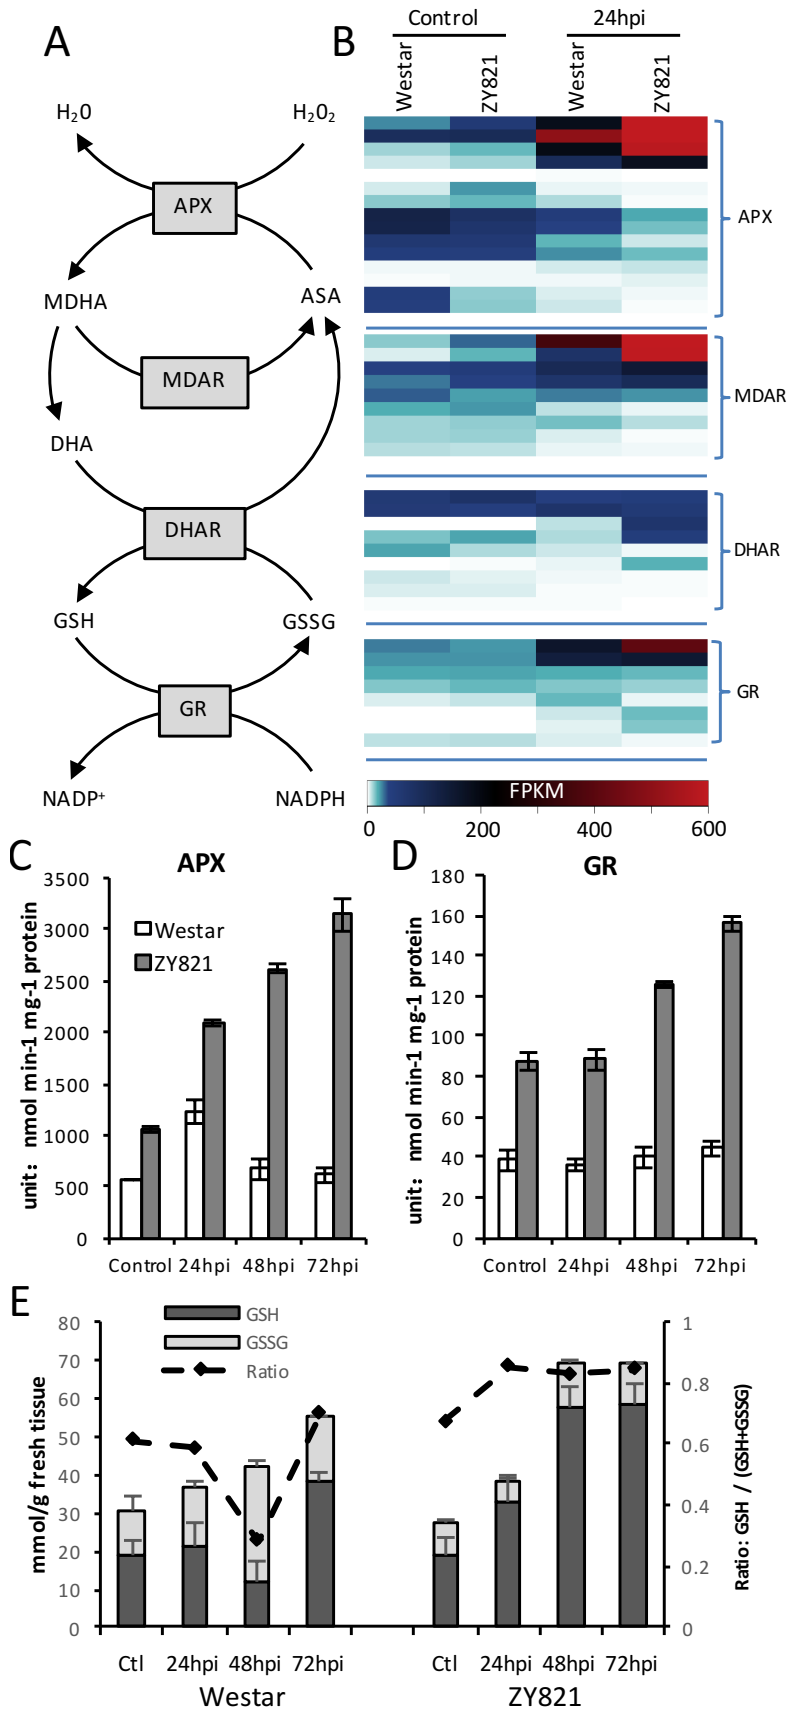 A
H₂0
H₂0₂
APX
MDHA
ASA
MDAR
DHA
DHAR
GSH
GSSG
GR
NADP⁺
NADPH
B
Control
24hpi
Westar
ZY821
Westar
ZY821
APX
MDAR
DHAR
GR
FPKM
0
200
400
600
C
APX
unit: nmol min-1 mg-1 protein
3500
3000
2500
2000
1500
1000
500
0
Westar
ZY821
Control
24hpi
48hpi
72hpi
D
GR
unit: nmol min-1 mg-1 protein
180
160
140
120
100
80
60
40
20
0
Control
24hpi
48hpi
72hpi
E
GSH
GSSG
Ratio
mmol/g fresh tissue
80
70
60
50
40
30
20
10
0
1
0.8
0.6
0.4
0.2
0
Ratio: GSH / (GSH+GSSG)
Ctl
24hpi
48hpi
72hpi
Ctl
24hpi
48hpi
72hpi
Westar
ZY821